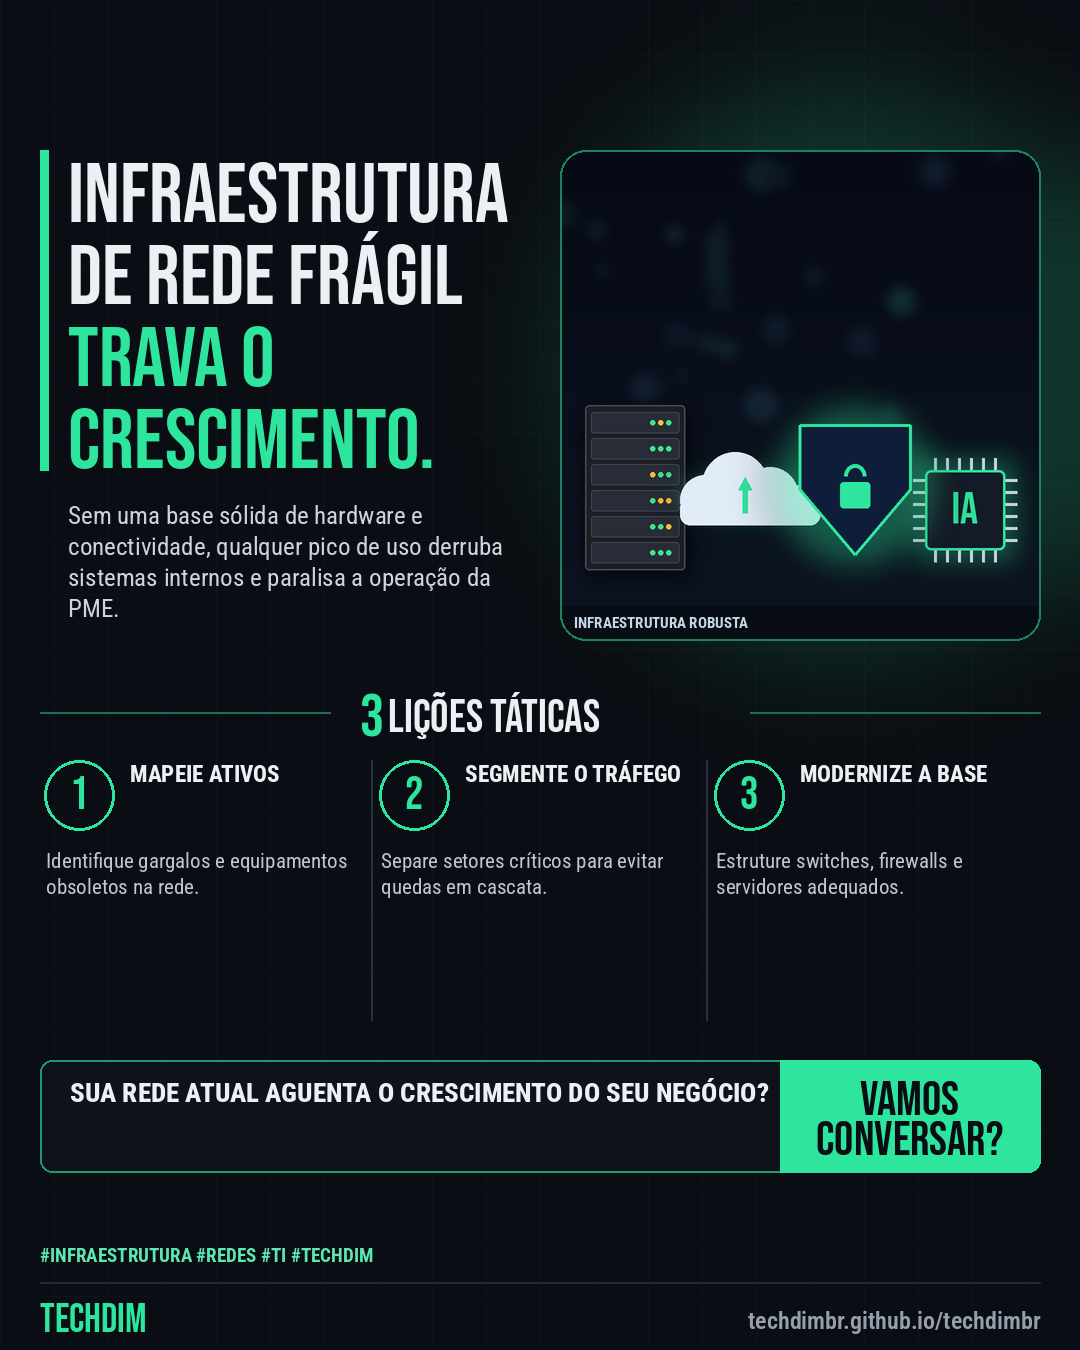 INFRAESTRUTURA
DE REDE FRÁGIL
TRAVA O
CRESCIMENTO.
Sem uma base sólida de hardware e
conectividade, qualquer pico de uso derruba
sistemas internos e paralisa a operação da
PME.
IA
INFRAESTRUTURA ROBUSTA
3 LIÇÕES TÁTICAS
1 MAPEIE ATIVOS
Identifique gargalos e equipamentos
obsoletos na rede.
2 SEGMENTE O TRÁFEGO
Separe setores críticos para evitar
quedas em cascata.
3 MODERNIZE A BASE
Estruture switches, firewalls e
servidores adequados.
SUA REDE ATUAL AGUENTA O CRESCIMENTO DO SEU NEGÓCIO?
VAMOS
CONVERSAR?
#INFRAESTRUTURA #REDES #TI #TECHDIM
TECHDIM
techdimbr.github.io/techdimbr